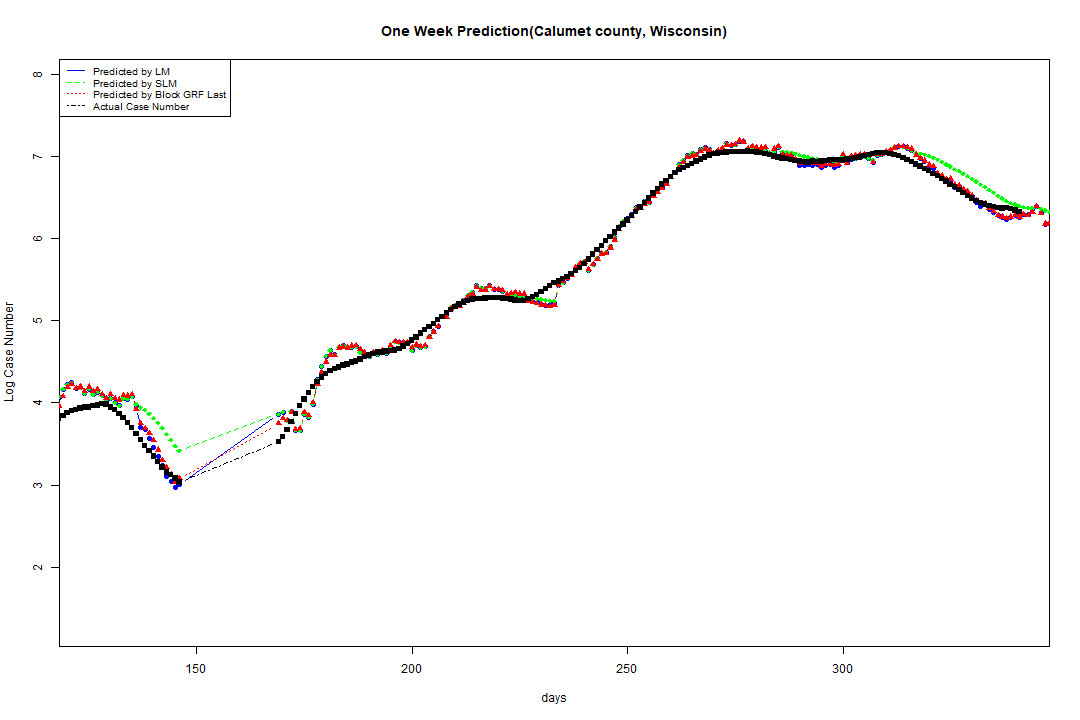 One Week Prediction(Calumet county, Wisconsin)
Predicted by LM
Predicted by SLM
Predicted by Block GRF Last
Actual Case Number
8
7
6
5
4
3
2
Log Case Number
150
200
250
300
days